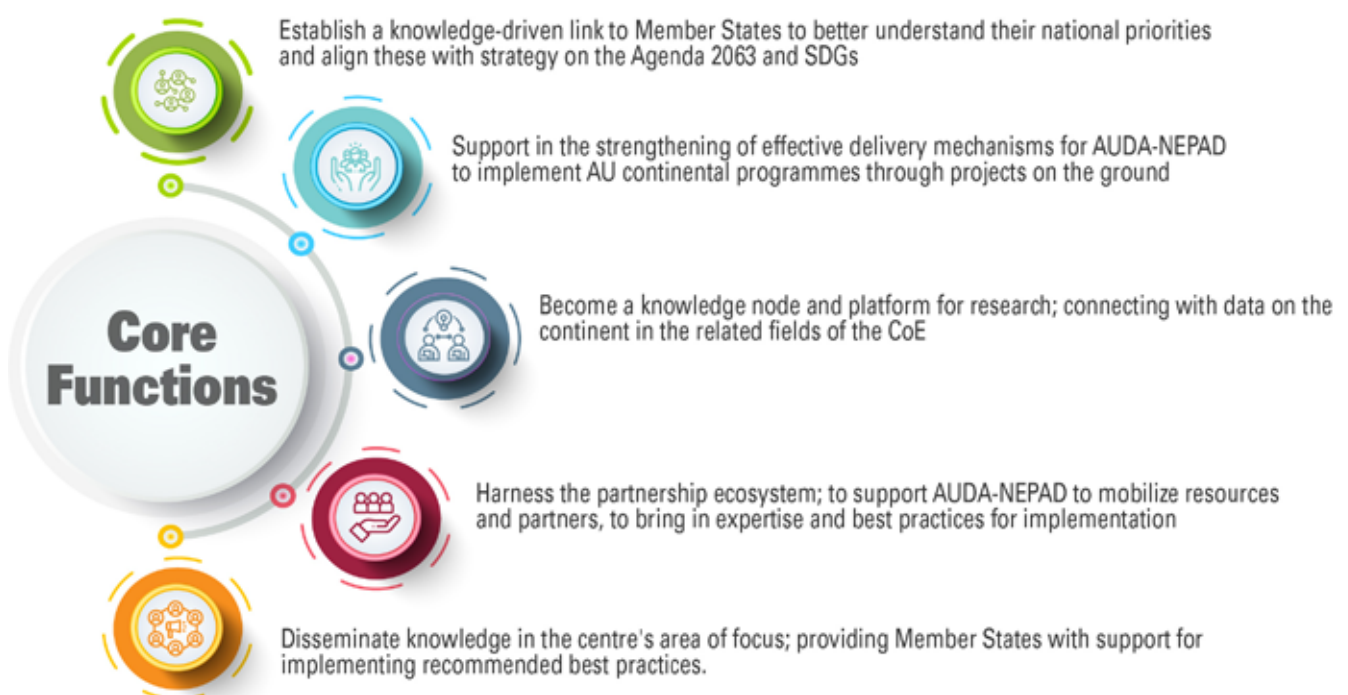 Establish a knowledge-driven link to Member States to better understand their national priorities
and align these with strategy on the Agenda 2063 and SDGs
Support in the strengthening of effective delivery mechanisms for AUDA-NEPAD
to implement AU continental programmes through projects on the ground
Core
Functions
Become a knowledge node and platform for research; connecting with data on the
continent in the related fields of the CoE
Harness the partnership ecosystem; to support AUDA-NEPAD to mobilize resources
and partners, to bring in expertise and best practices for implementation
Disseminate knowledge in the centre's area of focus; providing Member States with support for
implementing recommended best practices.